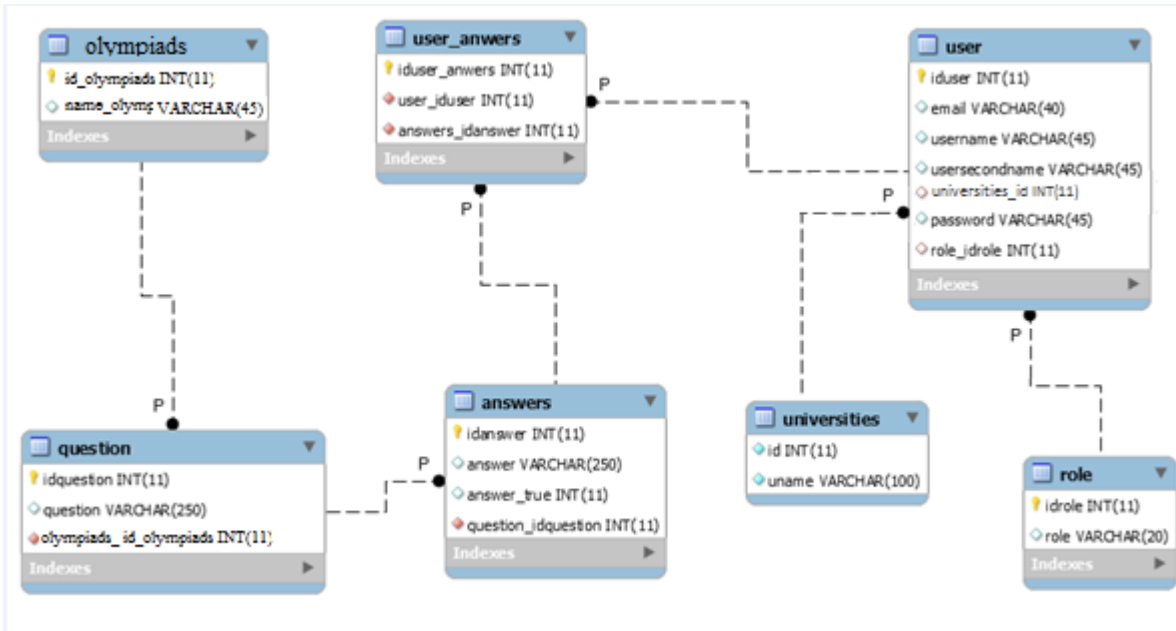 olympiads
id_olympiads INT(11)
name_olymp VARCHAR(45)
Indexes
user_anwers
iduser_anwers INT(11)
user_iduser INT(11)
answers_idanswer INT(11)
Indexes
P
P
user
iduser INT(11)
email VARCHAR(40)
username VARCHAR(45)
usersecondname VARCHAR(45)
universities_id INT(11)
password VARCHAR(45)
role_idrole INT(11)
Indexes
P
P
P
question
idquestion INT(11)
question VARCHAR(250)
olympiads_ id_olympiads INT(11)
Indexes
P
answers
idanswer INT(11)
answer VARCHAR(250)
answer_true INT(11)
question_idquestion INT(11)
Indexes
universities
id INT(11)
uname VARCHAR(100)
role
idrole INT(11)
role VARCHAR(20)
Indexes